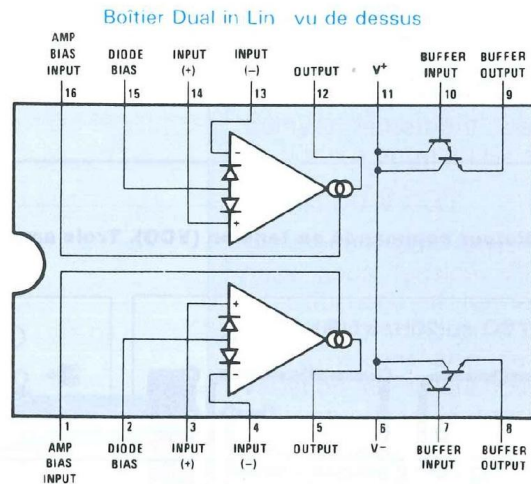 Boîtier Dual in Lin vu de dessus
AMP BIAS INPUT
DIODE BIAS
INPUT (+)
INPUT (−)
OUTPUT
V+
BUFFER INPUT
BUFFER OUTPUT
16 15 14 13 12 11 10 9
-
+
+
-
1 2 3 4 5 6 7 8
AMP BIAS INPUT
DIODE BIAS
INPUT (+)
INPUT (−)
OUTPUT
V−
BUFFER INPUT
BUFFER OUTPUT